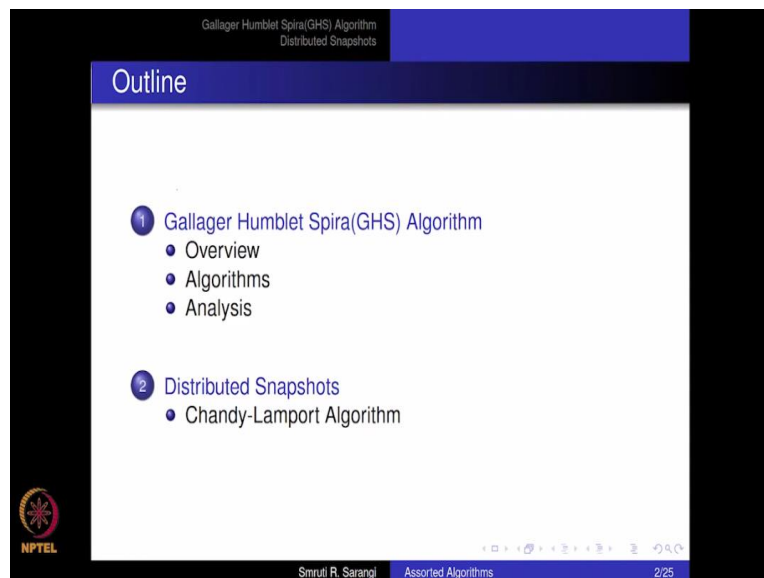 Gallager Humblet Spira(GHS) Algorithm
Distributed Snapshots
Outline
1 Gallager Humblet Spira(GHS) Algorithm
Overview
Algorithms
Analysis
2 Distributed Snapshots
Chandy-Lamport Algorithm
NPTEL
Smruti R. Sarangi Assorted Algorithms 2/25